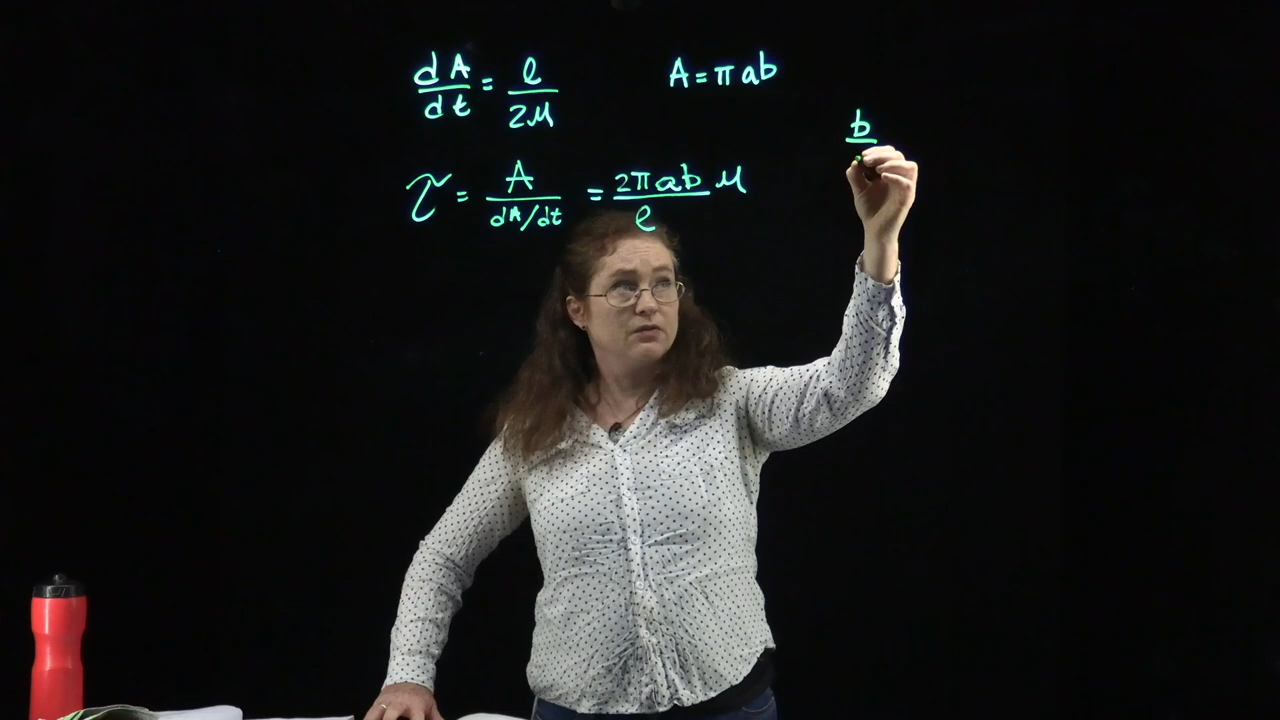 dA/dt = ℓ/2μ
A = πab
τ = A/(dA/dt) = 2πab/ℓ μ
b